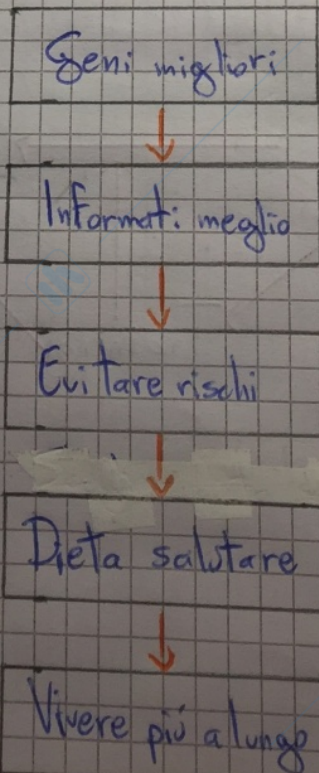 Geni migliori
Informati meglio
Evitare rischi
Dieta salutare
Vivere più a lungo